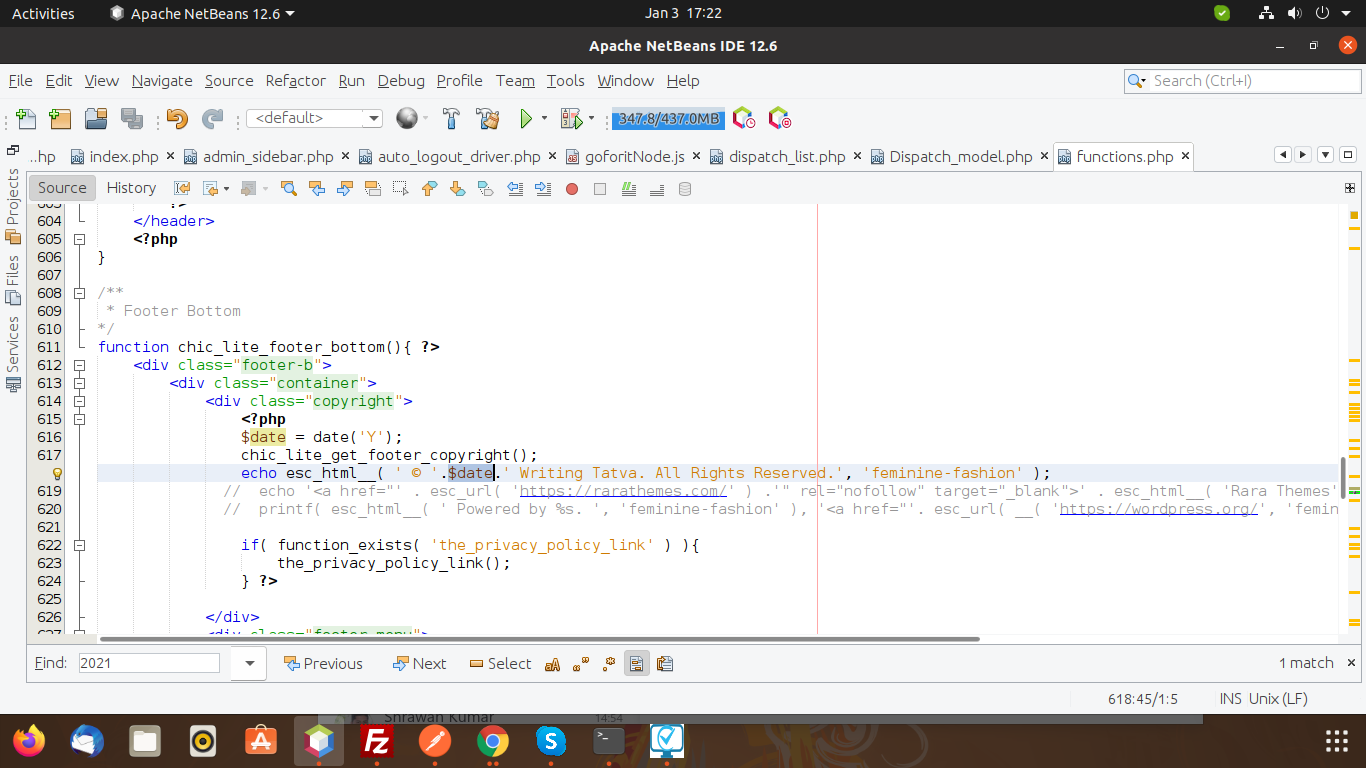 Activities Apache NetBeans 12.6 Jan 3 17:22
Apache NetBeans IDE 12.6
File Edit View Navigate Source Refactor Run Debug Profile Team Tools Window Help Search (Ctrl+I)
<default> 347.8/437.0MB
..hp index.php admin_sidebar.php auto_logout_driver.php goforitNode.js dispatch_list.php Dispatch_model.php functions.php
Projects
Files
Services
Source History
603 ?>
604 </header>
605 <?php
606 }
607
608 /**
609 * Footer Bottom
610 */
611 function chic_lite_footer_bottom(){ ?>
612 <div class="footer-b">
613 <div class="container">
614 <div class="copyright">
615 <?php
616 $date = date('Y');
617 chic_lite_get_footer_copyright();
echo esc_html__( ' © '.$date.' Writing Tatva. All Rights Reserved.', 'feminine-fashion' );
619 // echo '<a href="' . esc_url( 'https://rarathemes.com/' ) .'" rel="nofollow" target="_blank">' . esc_html__( 'Rara Themes'
620 // printf( esc_html__( ' Powered by %s. ', 'feminine-fashion' ), '<a href="'. esc_url( __( 'https://wordpress.org/', 'femin
621
622 if( function_exists( 'the_privacy_policy_link' ) ){
623 the_privacy_policy_link();
624 } ?>
625
626 </div>
627 <div class="footer-menu">
Find: 2021 Previous Next Select 1 match
618:45/1:5 INS Unix (LF)
Shrawan Kumar 14:54